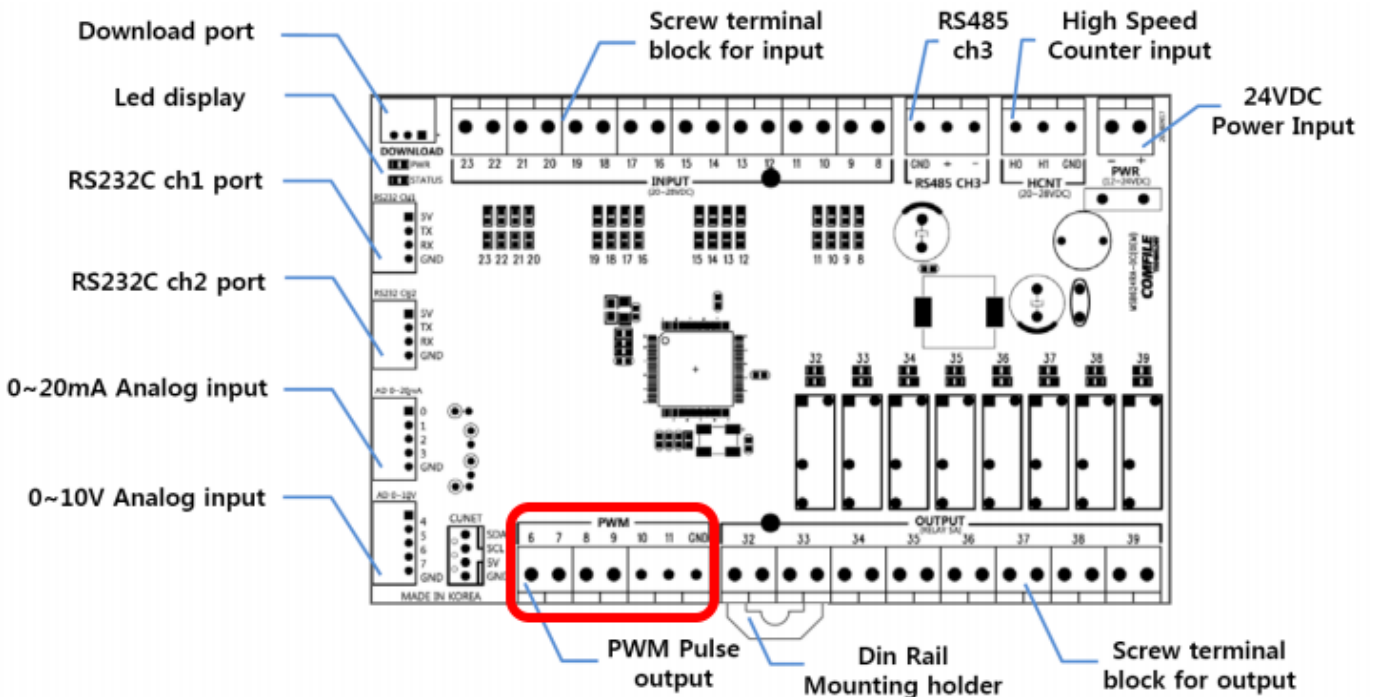 Download port
Led display
RS232C ch1 port
RS232C ch2 port
0~20mA Analog input
0~10V Analog input
Screw terminal
block for input
RS485
ch3
High Speed
Counter input
24VDC
Power Input
DOWNLOAD
PWR
STATUS
23 22 21 20 19 18 17 16 15 14 13 12 11 10 9 8
INPUT
(20~28VDC)
GND + -
RS485 CH3
H0 H1 GND
HCNT
(20~28VDC)
- +
PWR
(12~24VDC)
RS232 CH1
5V
TX
RX
GND
23 22 21 20
19 18 17 16
15 14 13 12
11 10 9 8
COMFILE
TECHNOLOGY
RS232 CH2
5V
TX
RX
GND
32 33 34 35 36 37 38 39
AD 0~20mA
0
1
2
3
GND
AD 0~10V
4
5
6
7
GND
CUNET
SDA
SCL
5V
GND
MADE IN KOREA
PWM
6 7 8 9 10 11 GND
OUTPUT
(RELAY 5A)
32 33 34 35 36 37 38 39
PWM Pulse
output
Din Rail
Mounting holder
Screw terminal
block for output